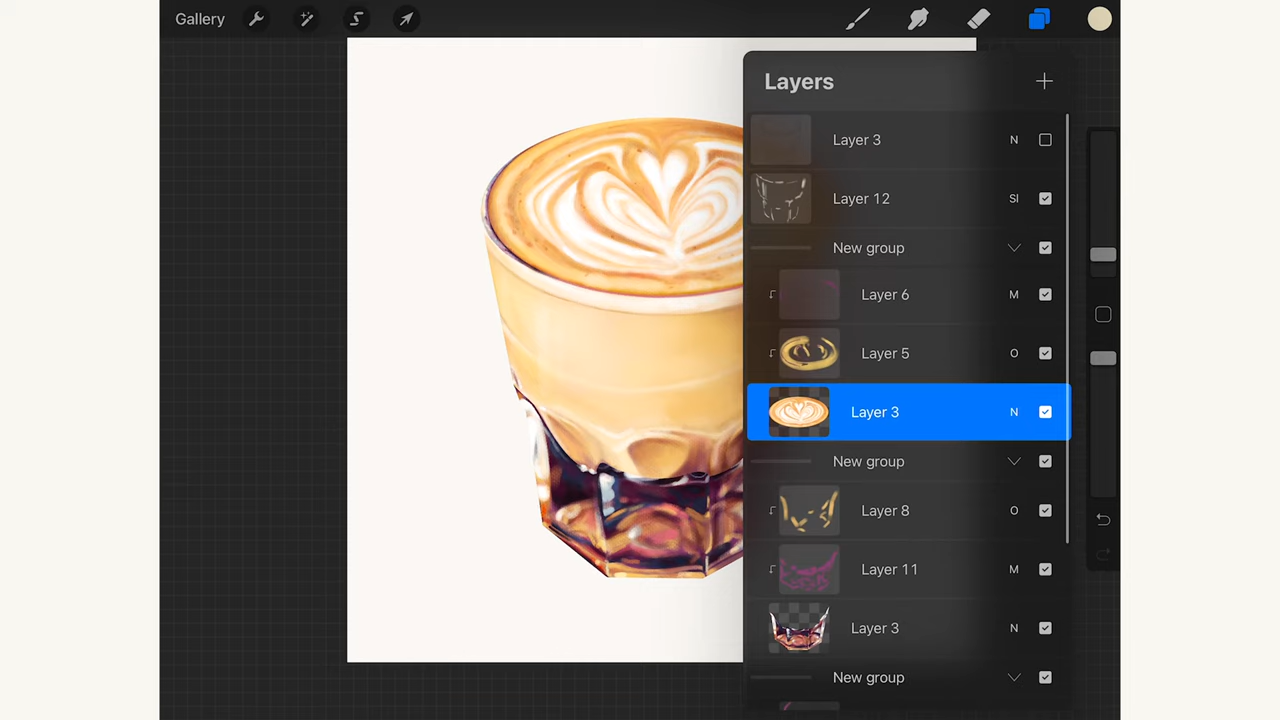 Gallery
Layers
Layer 3 N
Layer 12 SI
New group
Layer 6 M
Layer 5 O
Layer 3 N
New group
Layer 8 O
Layer 11 M
Layer 3 N
New group